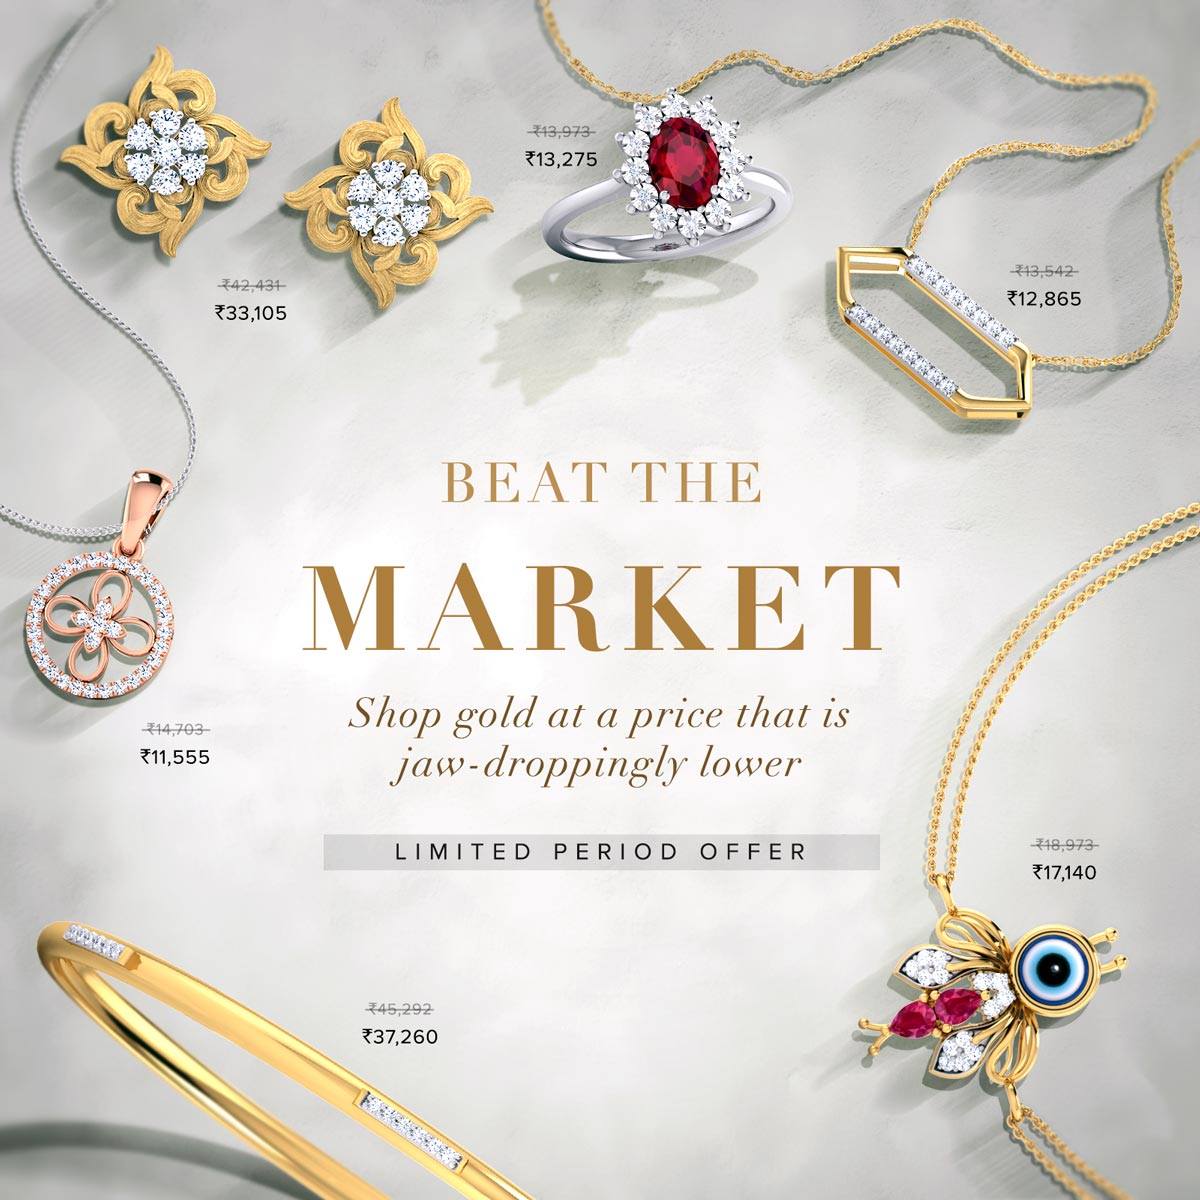 ₹13,973
₹13,275
₹13,542
₹12,865
₹42,431
₹33,105
BEAT THE
MARKET
Shop gold at a price that is
jaw-droppingly lower
₹14,703
₹11,555
LIMITED PERIOD OFFER
₹18,973
₹17,140
₹45,292
₹37,260